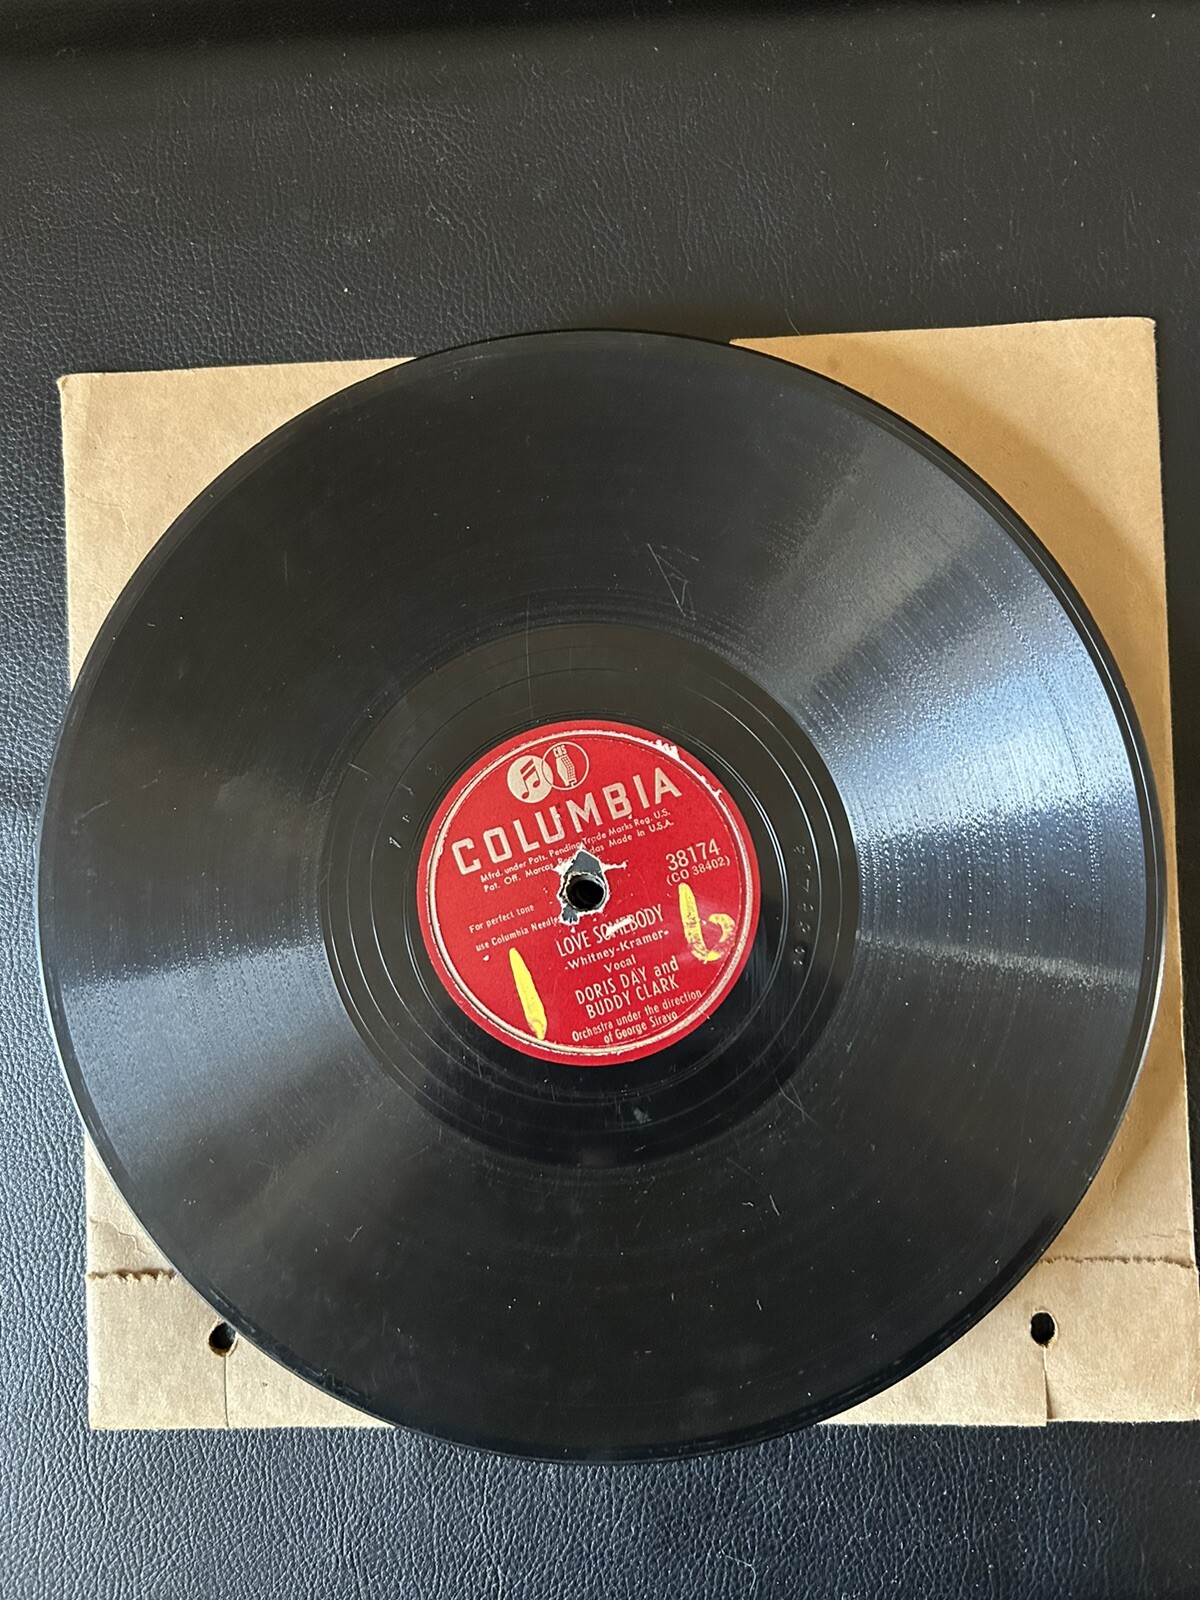 CBS
COLUMBIA
Mfrd. under Pats. Pending Trade Marks Reg. U.S.
Pat. Off. Marcas Made in U.S.A.
38174
(CO 38402)
For perfect tone
use Columbia Needles
LOVE SOMEBODY
-Whitney-Kramer-
Vocal
DORIS DAY and
BUDDY CLARK
Orchestra under the direction
of George Siravo